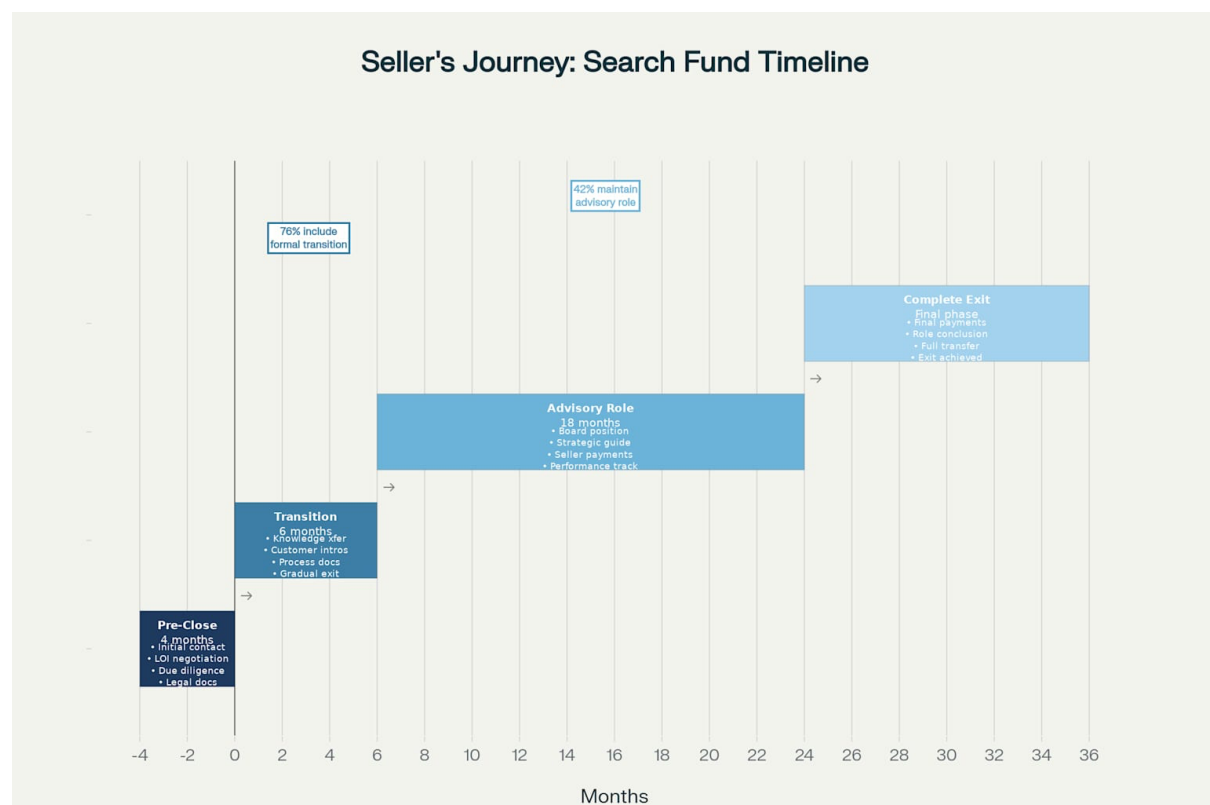 Seller's Journey: Search Fund Timeline
42% maintain
advisory role
76% include
formal transition
Complete Exit
Final phase
• Final payments
• Role conclusion
• Full transfer
• Exit achieved
Advisory Role
18 months
• Board position
• Strategic guide
• Seller payments
• Performance track
Transition
6 months
• Knowledge xfer
• Customer intros
• Process docs
• Gradual exit
Pre-Close
4 months
• Initial contact
• LOI negotiation
• Due diligence
• Legal docs
-4 -2 0 2 4 6 8 10 12 14 16 18 20 22 24 26 28 30 32 34 36
Months